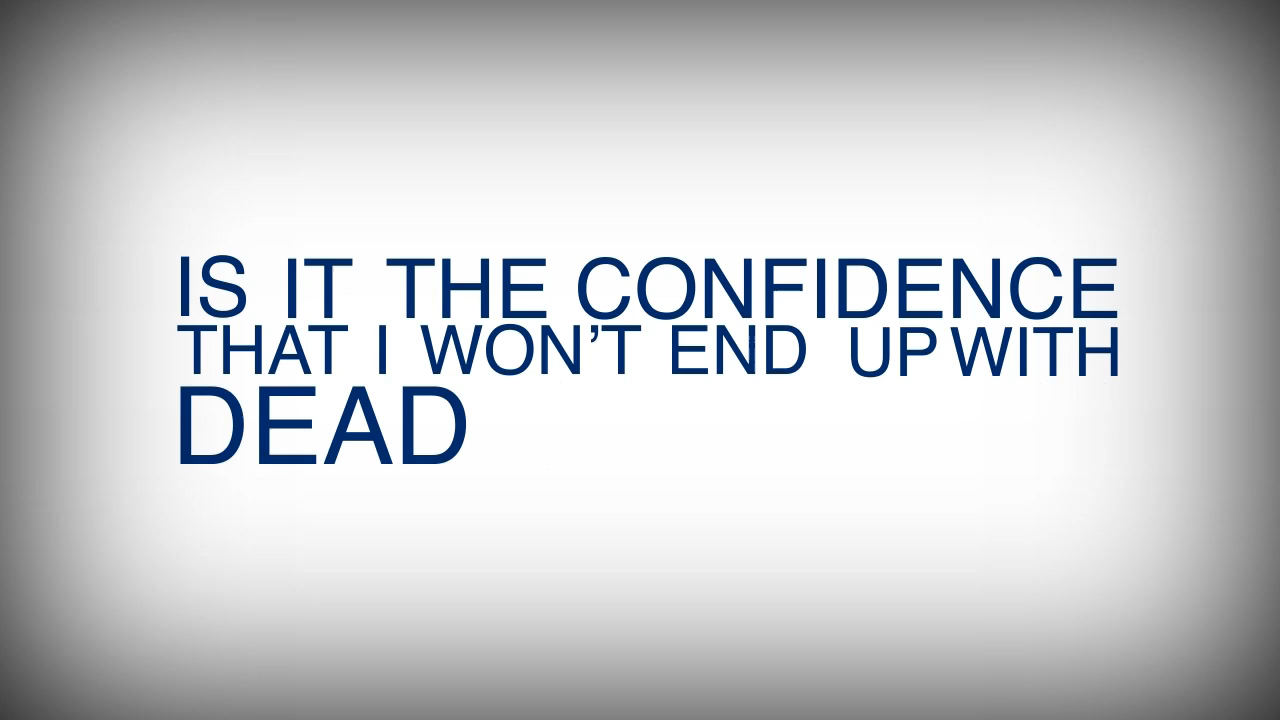 IS IT THE CONFIDENCE
THAT I WON’T END UP WITH
DEAD